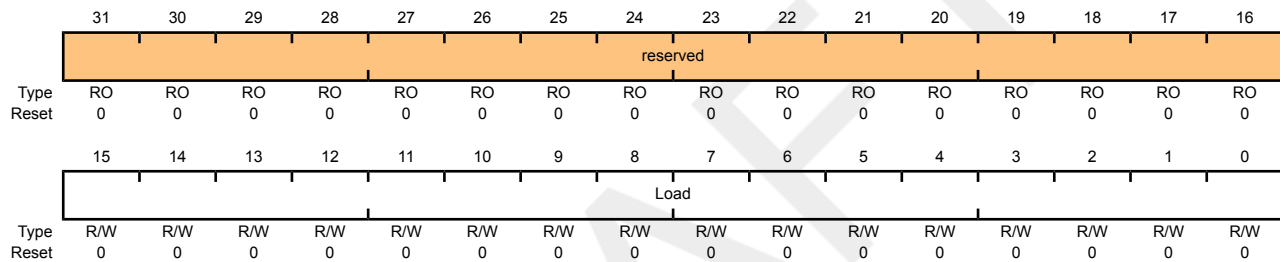 31 30 29 28 27 26 25 24 23 22 21 20 19 18 17 16
reserved
Type RO RO RO RO RO RO RO RO RO RO RO RO RO RO RO RO
Reset 0 0 0 0 0 0 0 0 0 0 0 0 0 0 0 0
15 14 13 12 11 10 9 8 7 6 5 4 3 2 1 0
Load
Type R/W R/W R/W R/W R/W R/W R/W R/W R/W R/W R/W R/W R/W R/W R/W R/W
Reset 0 0 0 0 0 0 0 0 0 0 0 0 0 0 0 0